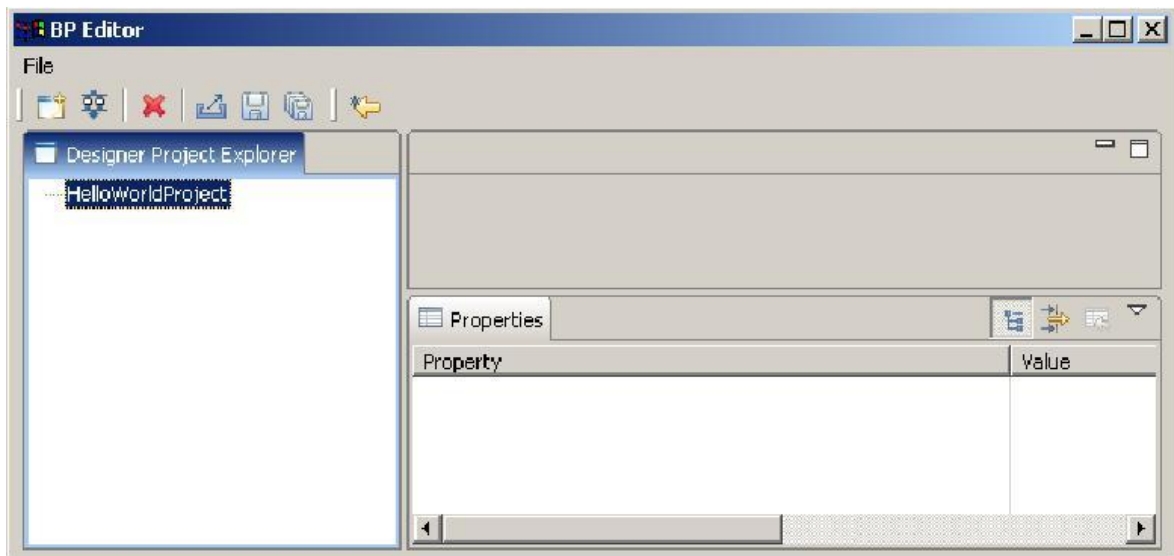 BP Editor
File
Designer Project Explorer
HelloWorldProject
Properties
Property Value